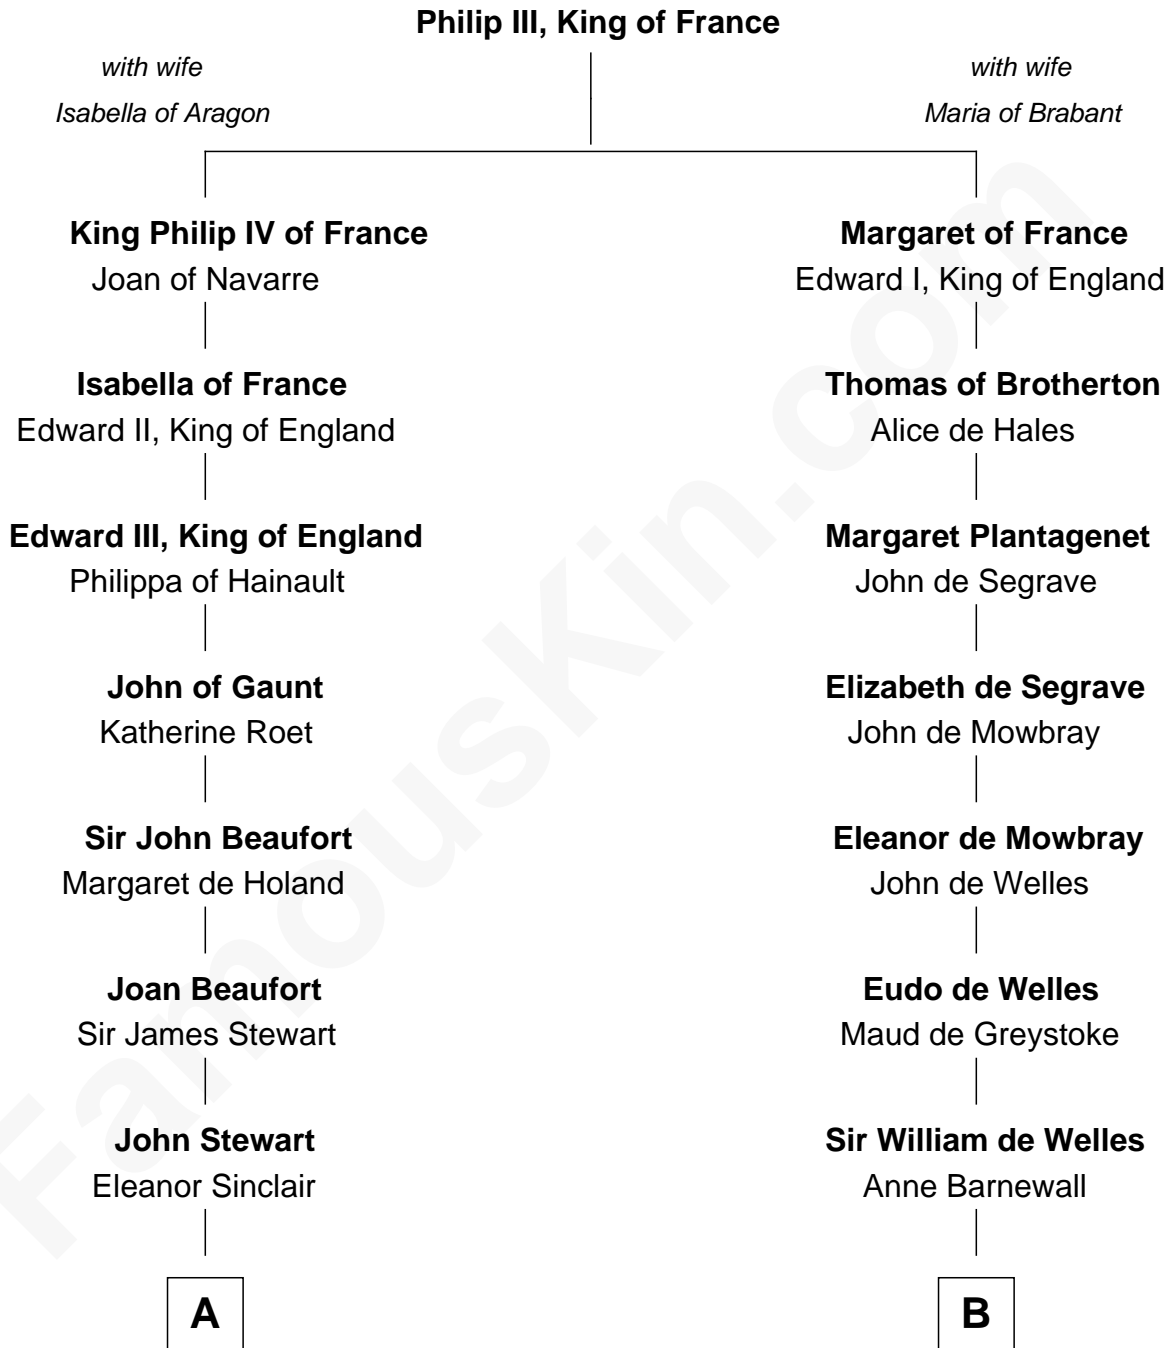 Philip III, King of France
with wife
Isabella of Aragon
with wife
Maria of Brabant
King Philip IV of France
Joan of Navarre
Margaret of France
Edward I, King of England
Isabella of France
Edward II, King of England
Thomas of Brotherton
Alice de Hales
Edward III, King of England
Philippa of Hainault
Margaret Plantagenet
John de Segrave
John of Gaunt
Katherine Roet
Elizabeth de Segrave
John de Mowbray
Sir John Beaufort
Margaret de Holand
Eleanor de Mowbray
John de Welles
Joan Beaufort
Sir James Stewart
Eudo de Welles
Maud de Greystoke
John Stewart
Eleanor Sinclair
Sir William de Welles
Anne Barnewall
A
B
FamousKin.com